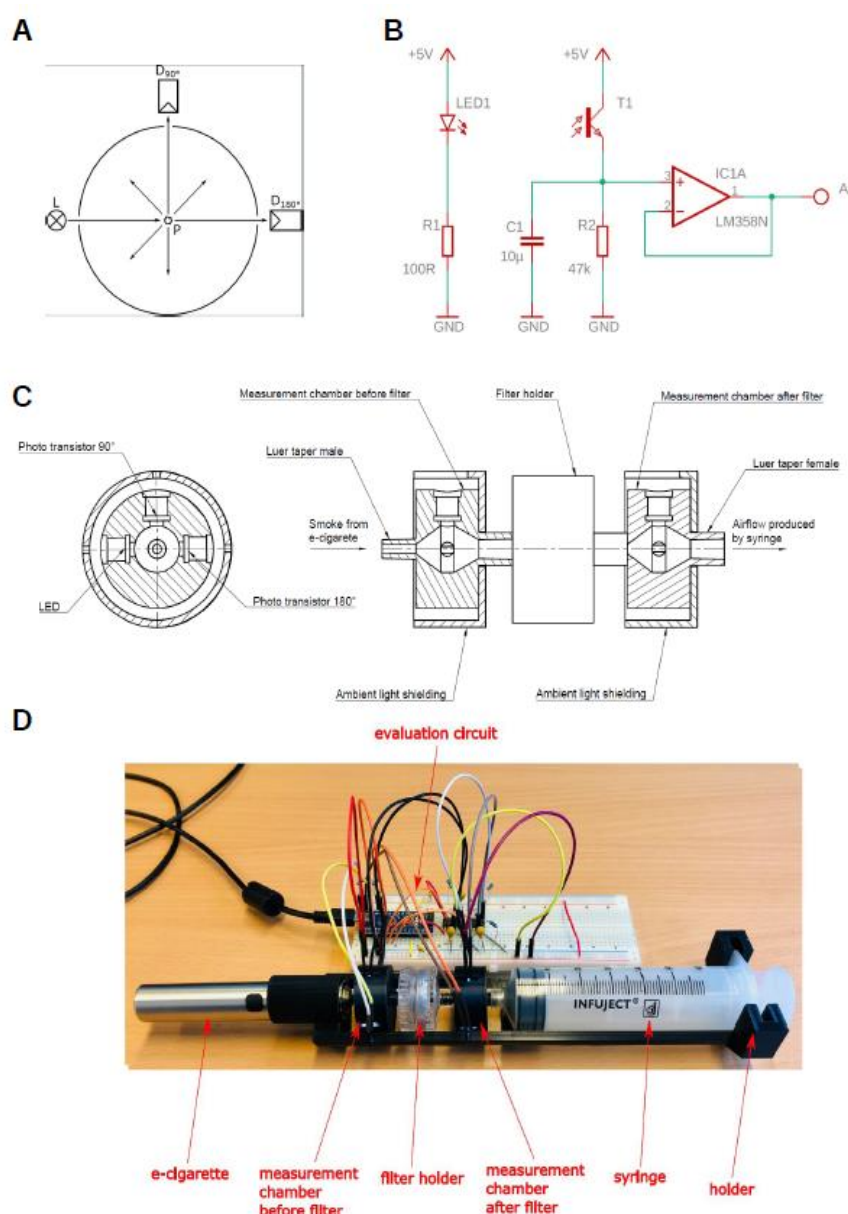 A
D90°
L
P
D180°
B
+5V
+5V
LED1
T1
3
IC1A
1
2
LM358N
A
R1
C1
R2
100R
10µ
47k
GND
GND
GND
C
Measurement chamber before filter
Filter holder
Measurement chamber after filter
Photo transistor 90°
Luer taper male
Luer taper female
Smoke from
e-cigarete
Airflow produced
by syringe
LED
Photo transistor 180°
Ambient light shielding
Ambient light shielding
D
evaluation circuit
INFUJECT
e-cigarette
measurement
chamber
before filter
filter holder
measurement
chamber
after filter
syringe
holder